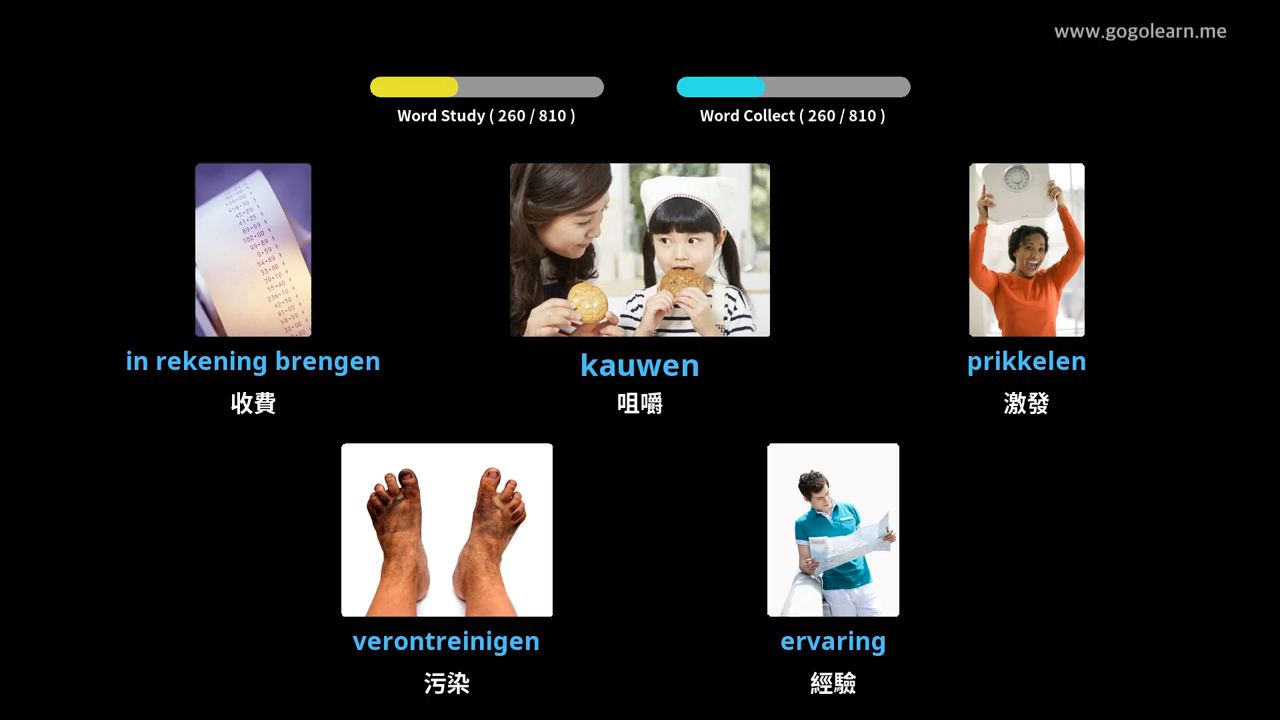 www.gogolearn.me
Word Study ( 260 / 810 )
Word Collect ( 260 / 810 )
in rekening brengen
收費
kauwen
咀嚼
prikkelen
激發
verontreinigen
污染
ervaring
經驗